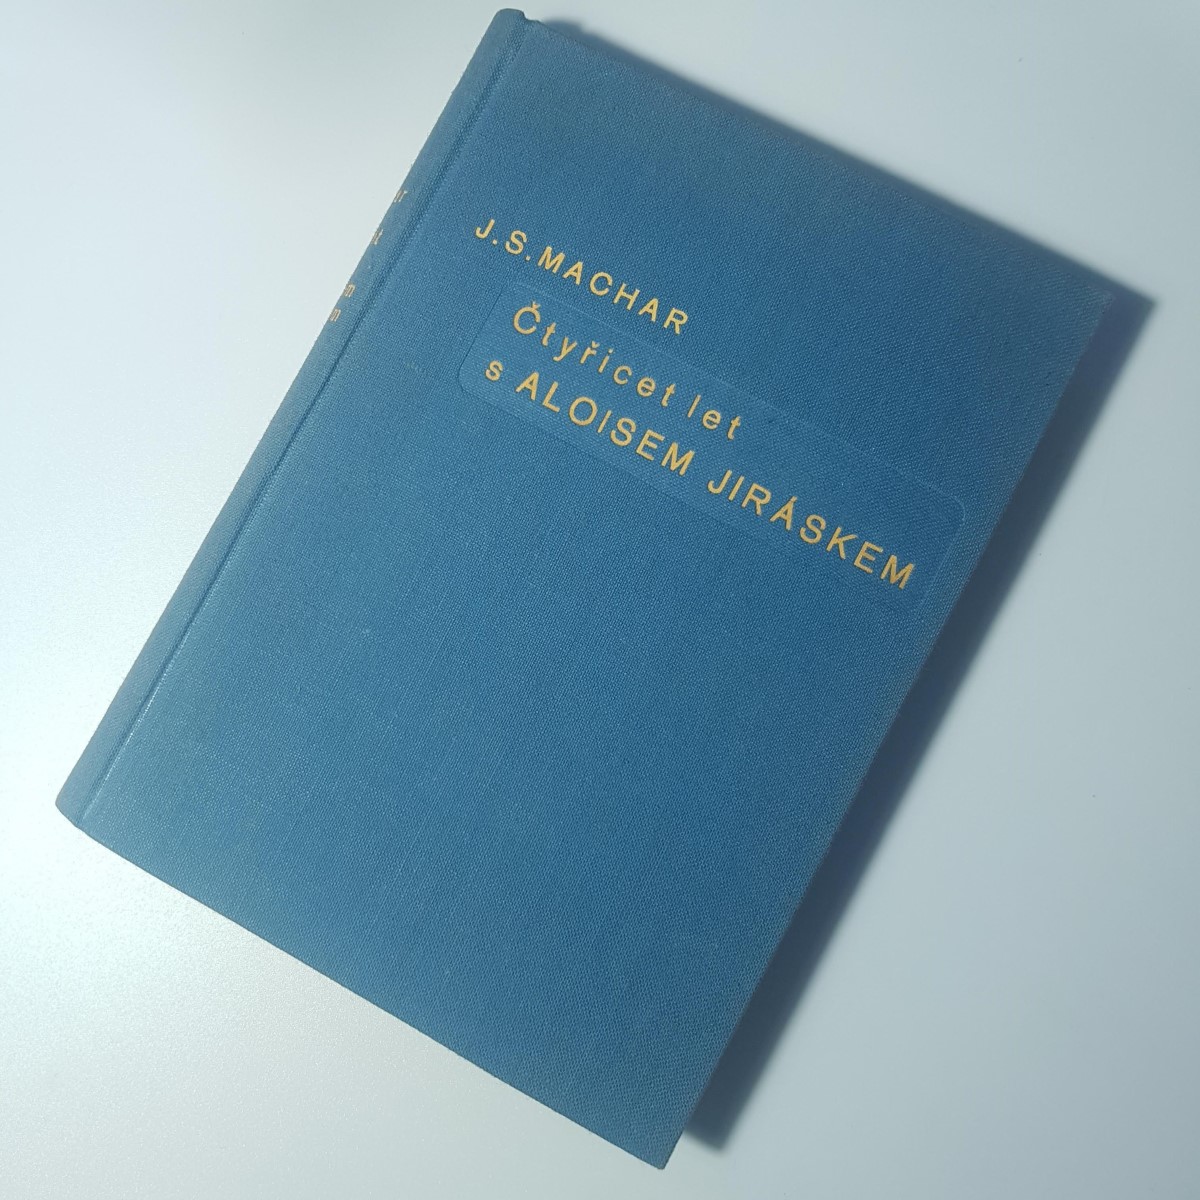 J.S.MACHAR
Čtyřicet let
s ALOISEM JIRÁSKEM